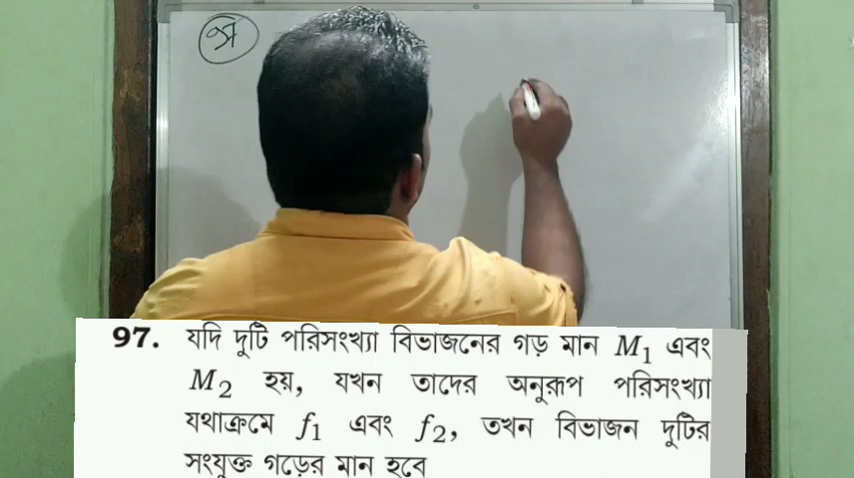 স
97. যদি দুটি পরিসংখ্যা বিভাজনের গড় মান M₁ এবং
M₂ হয়, যখন তাদের অনুরূপ পরিসংখ্যা
যথাক্রমে f₁ এবং f₂, তখন বিভাজন দুটির
সংযুক্ত গড়ের মান হবে